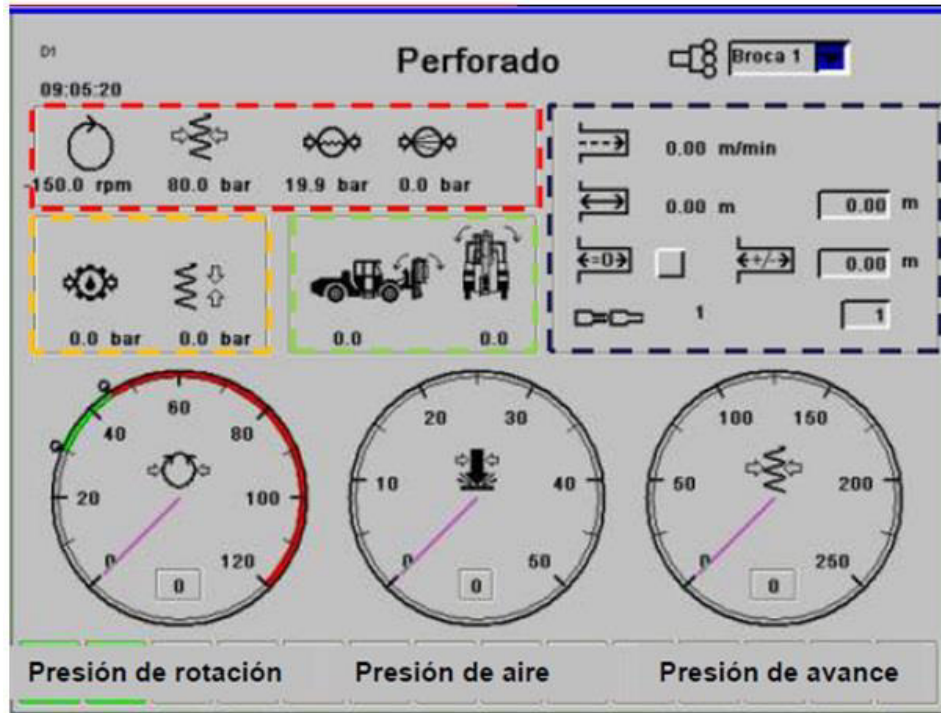 D1
Perforado
Broca 1
09:05:20
-150.0 rpm 80.0 bar 19.9 bar 0.0 bar
0.00 m/min
0.00 m 0.00 m
=0 +/- 0.00 m
0.0 bar 0.0 bar
0.0 0.0
1 1
0 20 40 60 80 100 120
0
0 10 20 30 40 50
0
0 50 100 150 200 250
0
Presión de rotación
Presión de aire
Presión de avance